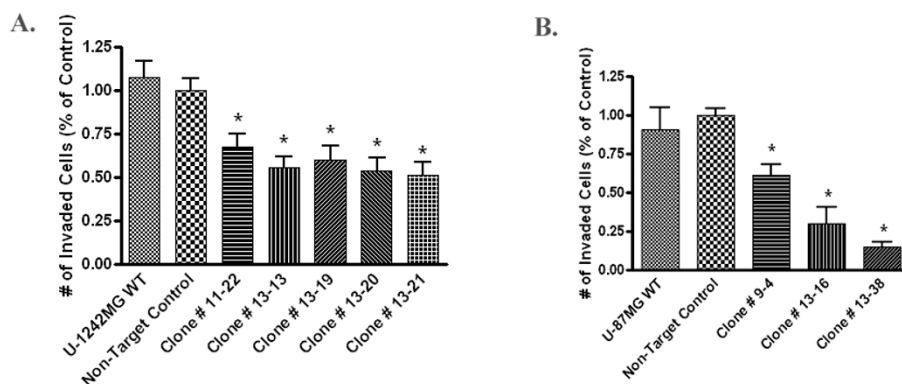 A.
# of Invaded Cells (% of Control)
1.25
1.00
0.75
0.50
0.25
0.00
*
*
*
*
*
U-1242MG WT
Non-Target Control
Clone # 11-22
Clone # 13-13
Clone # 13-19
Clone # 13-20
Clone # 13-21
B.
# of Invaded Cells (% of Control)
1.25
1.00
0.75
0.50
0.25
0.00
*
*
*
U-87MG WT
Non-Target Control
Clone # 9-4
Clone # 13-16
Clone # 13-38